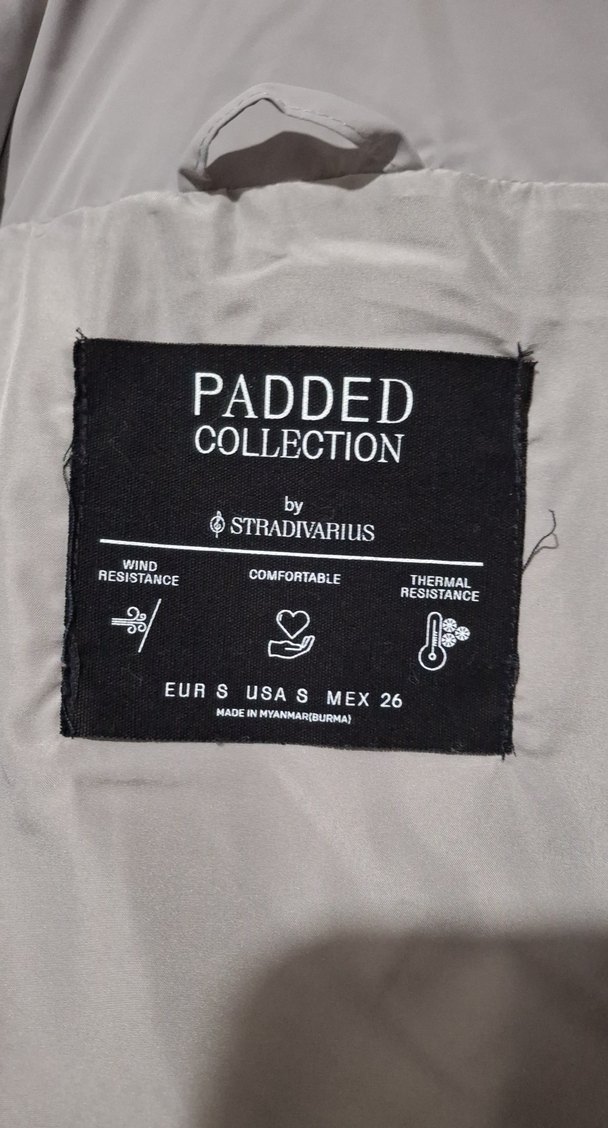 PADDED
COLLECTION
by
STRADIVARIUS
WIND
RESISTANCE
COMFORTABLE
THERMAL
RESISTANCE
EUR S USA S MEX 26
MADE IN MYANMAR(BURMA)